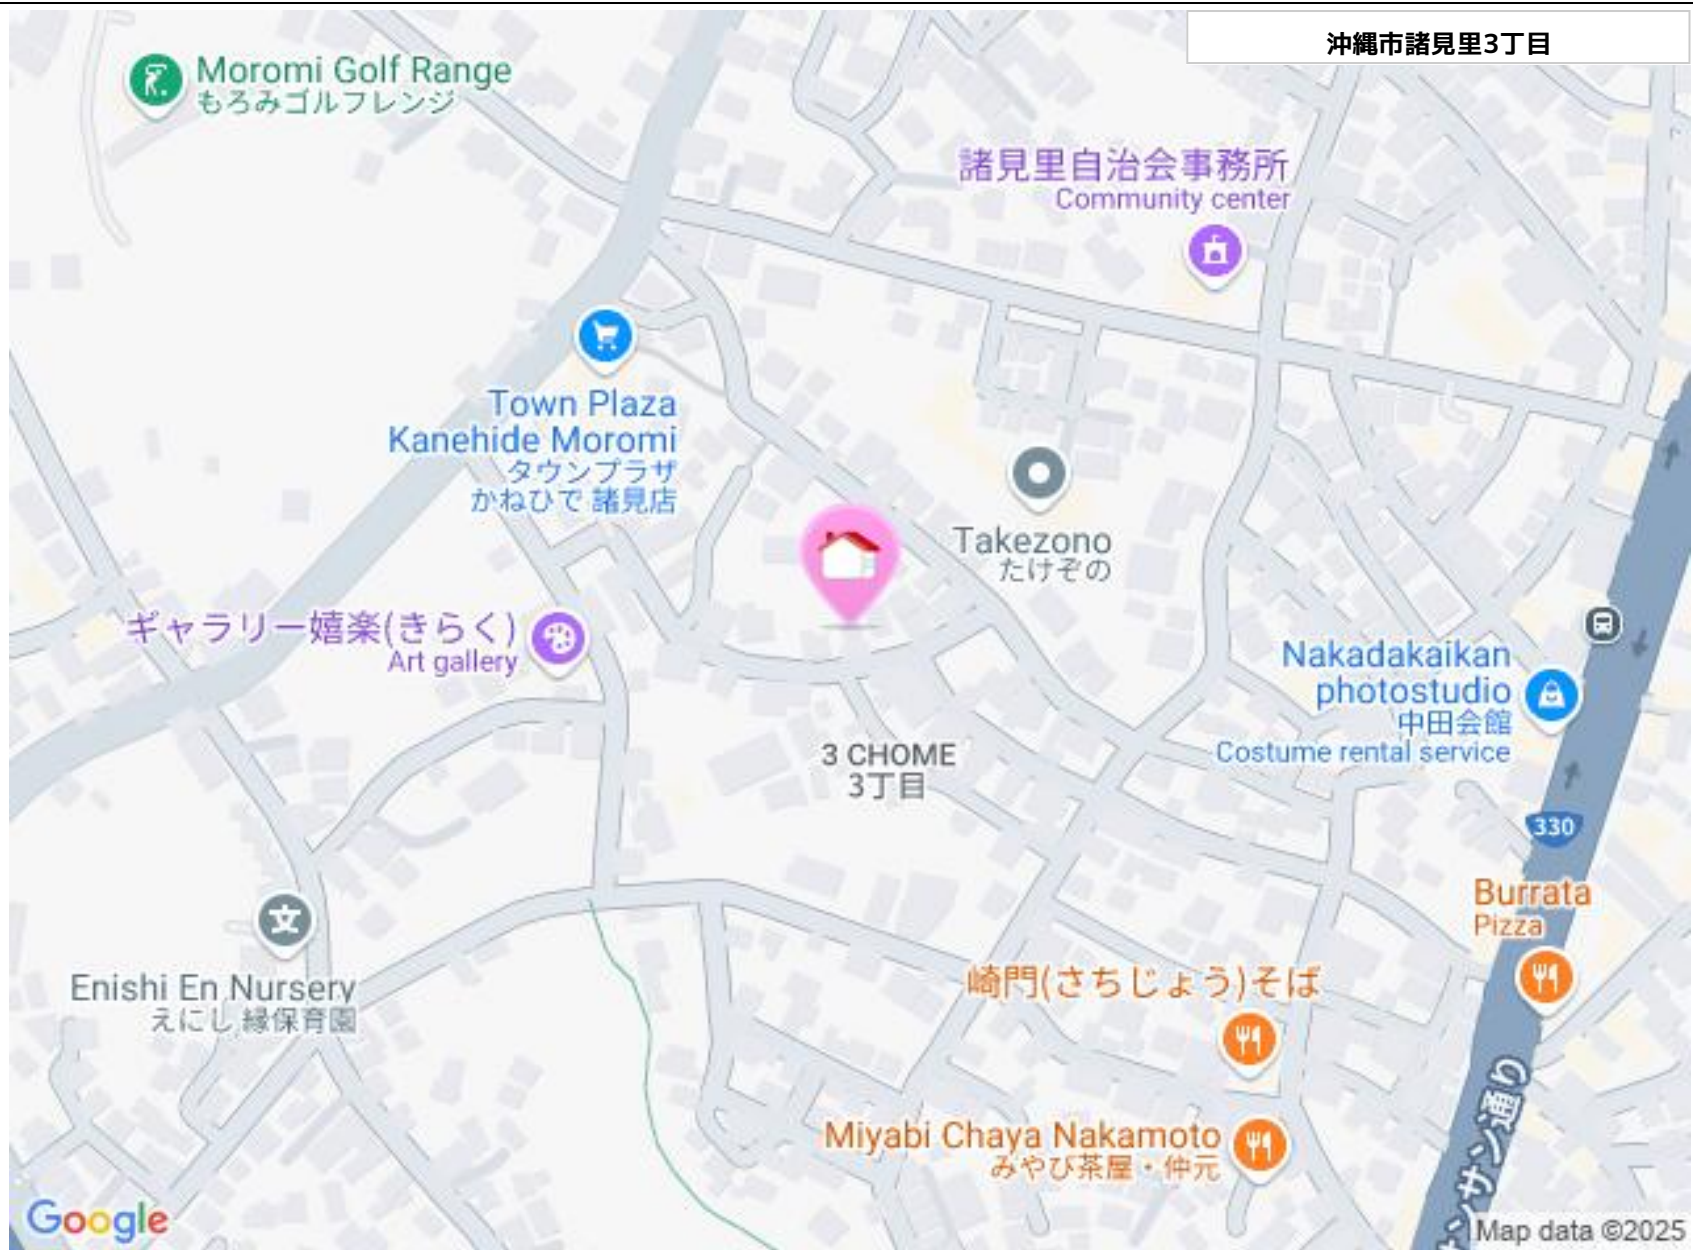 沖縄市諸見里3丁目
Moromi Golf Range
もろみゴルフレンジ
諸見里自治会事務所
Community center
Town Plaza
Kanehide Moromi
タウンプラザ
かねひで 諸見店
Takezono
たけぞの
ギャラリー嬉楽(きらく)
Art gallery
Nakadakaikan
photostudio
中田会館
Costume rental service
3 CHOME
3丁目
330
Burrata
Pizza
Enishi En Nursery
えにし 縁保育園
文
崎門(さちじょう)そば
Miyabi Chaya Nakamoto
みやび茶屋・仲元
サン通り
Google
Map data ©2025